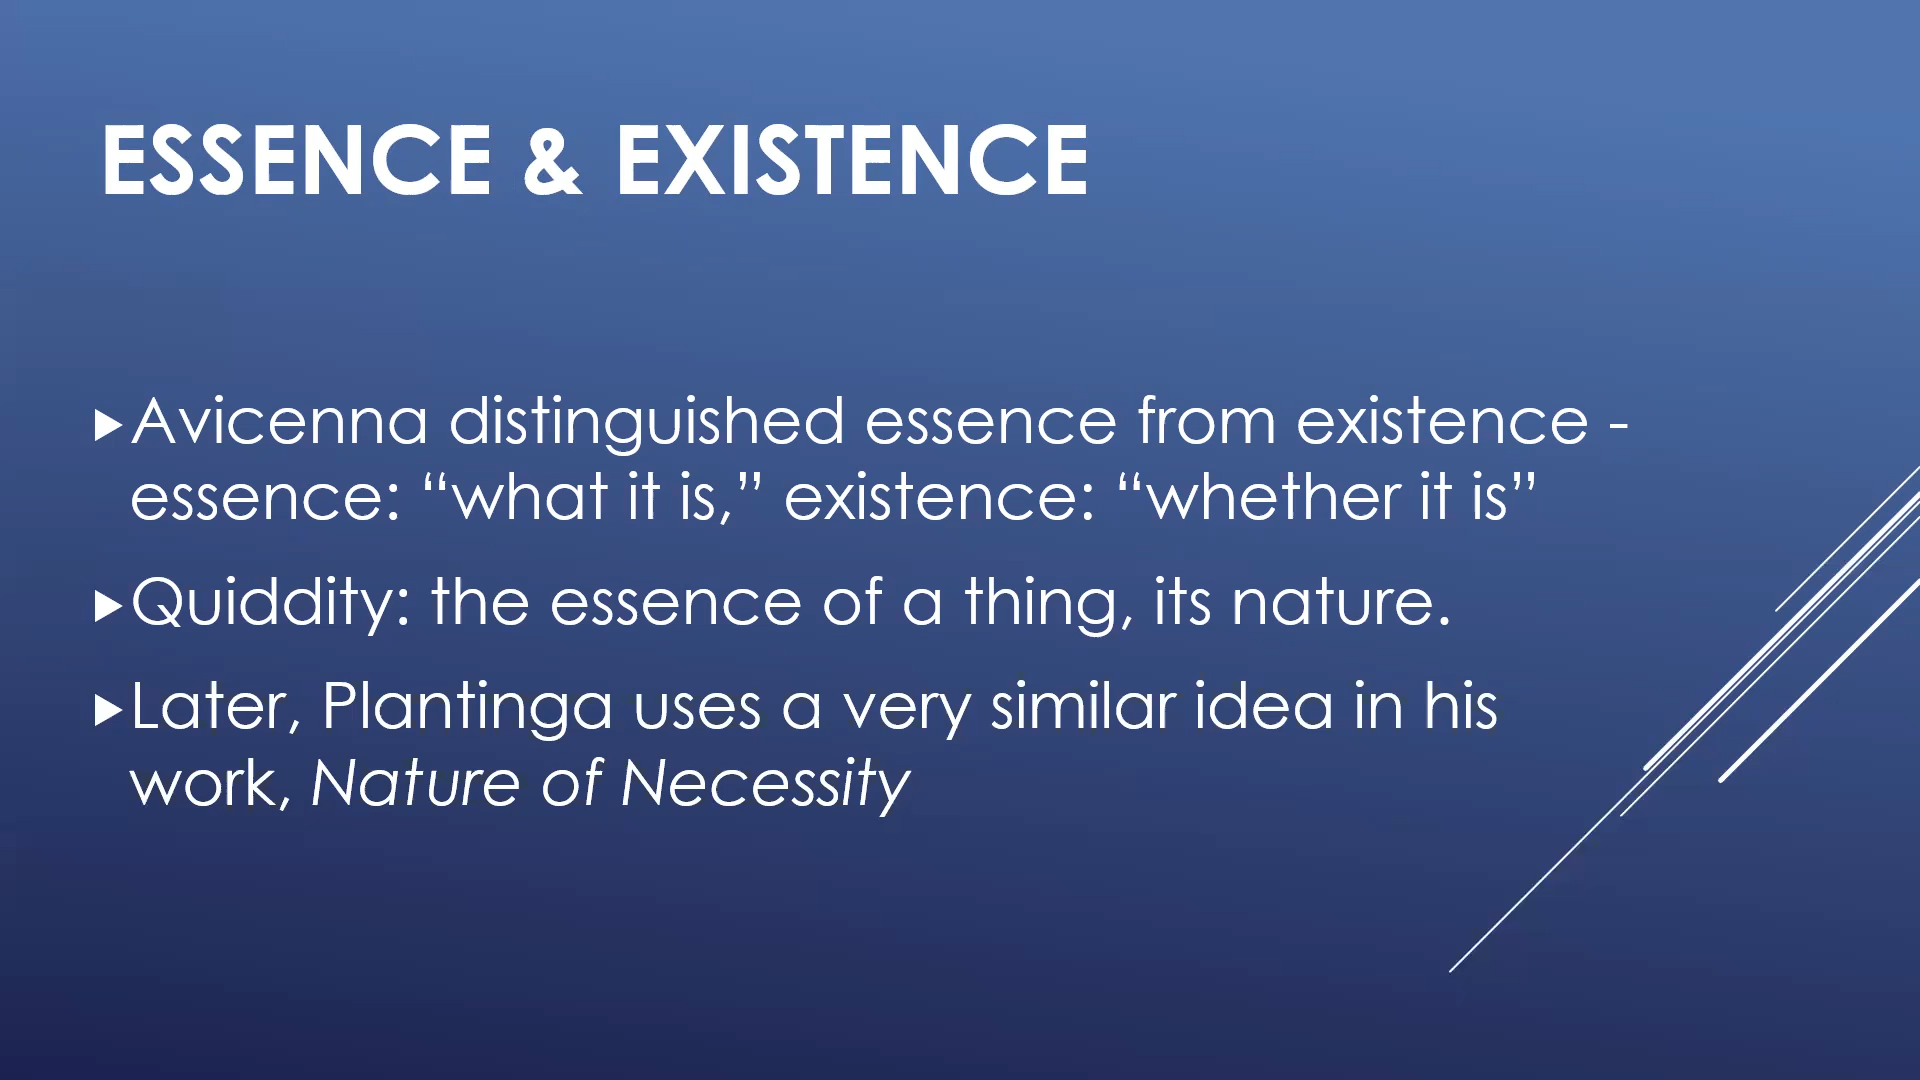 ESSENCE & EXISTENCE
Avicenna distinguished essence from existence -
essence: “what it is,” existence: “whether it is”
Quiddity: the essence of a thing, its nature.
Later, Plantinga uses a very similar idea in his
work, Nature of Necessity